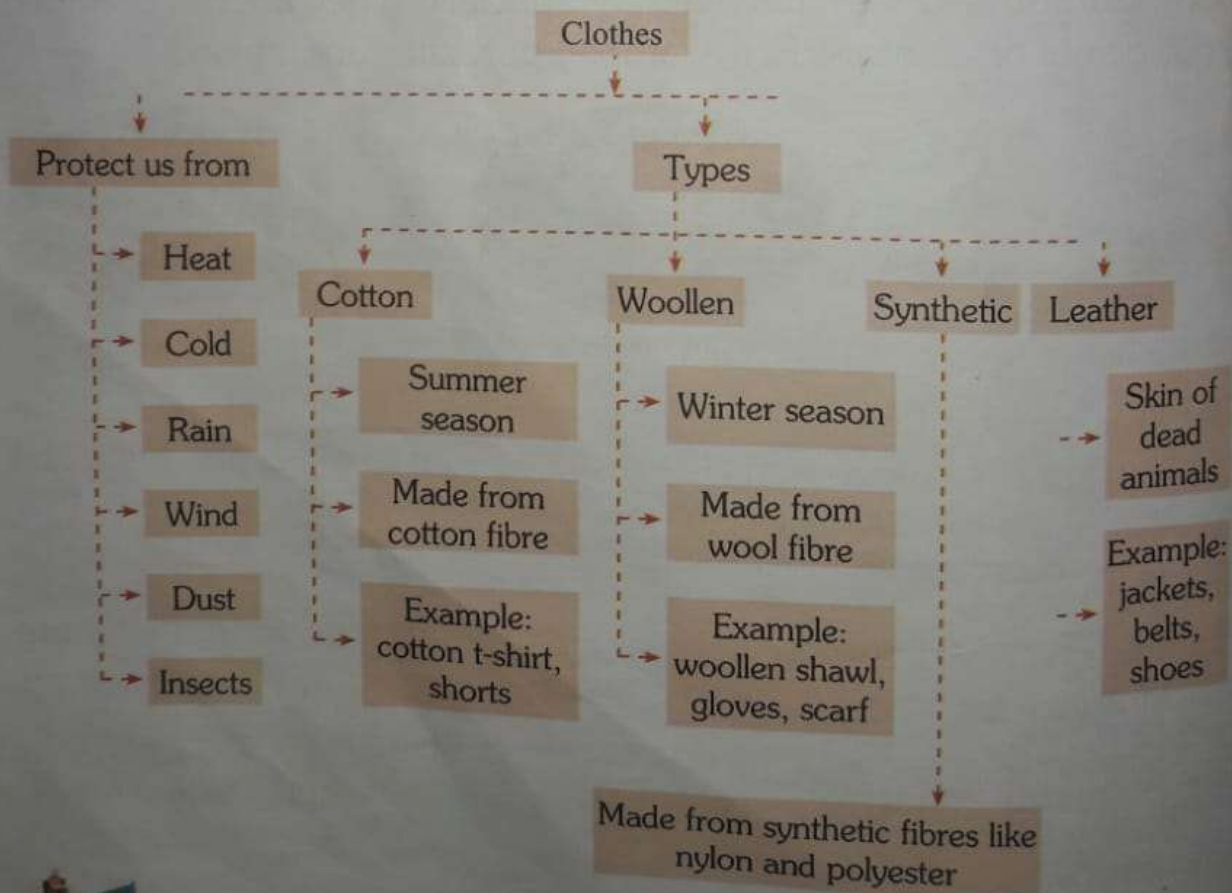 Clothes
Protect us from
Types
Heat
Cold
Rain
Wind
Dust
Insects
Cotton
Summer
season
Made from
cotton fibre
Example:
cotton t-shirt,
shorts
Woollen
Winter season
Made from
wool fibre
Example:
woollen shawl,
gloves, scarf
Synthetic
Made from synthetic fibres like
nylon and polyester
Leather
Skin of
dead
animals
Example:
jackets,
belts,
shoes